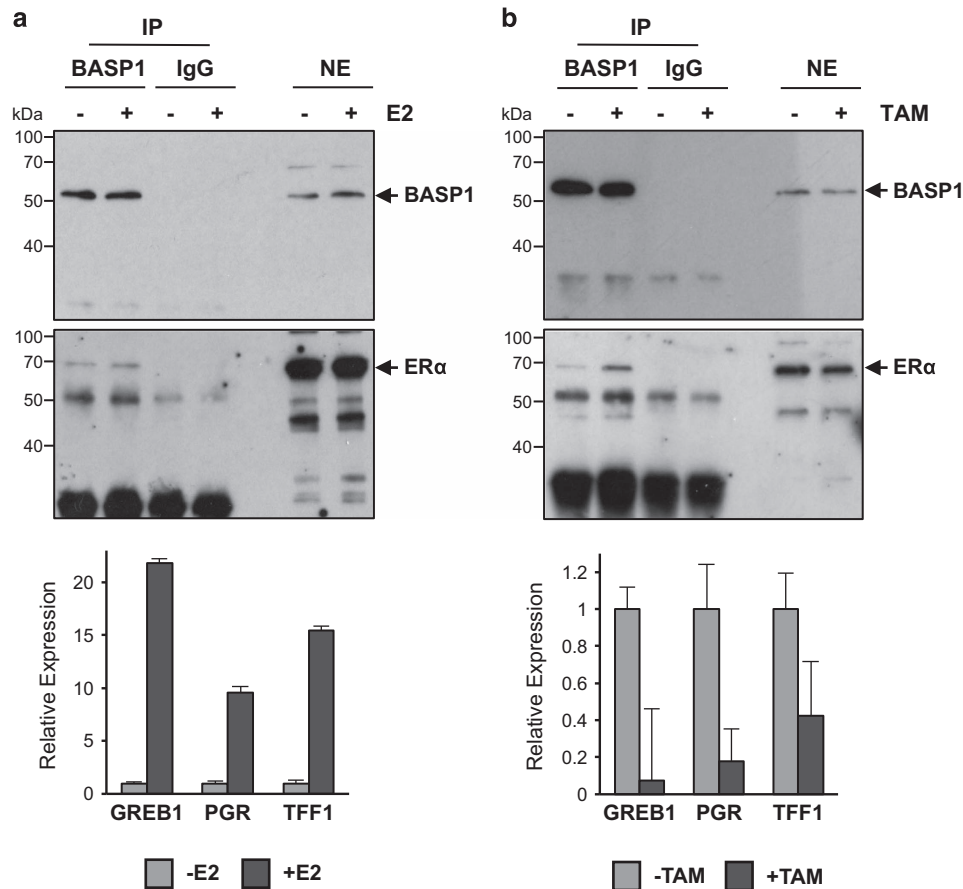 a
IP
BASP1 IgG NE
kDa - + - + - + E2
100
70
50
40
BASP1
100
70
50
40
ERα
Relative Expression
20
15
10
5
0
GREB1 PGR TFF1
-E2 +E2
b
IP
BASP1 IgG NE
kDa - + - + - + TAM
100
70
50
40
BASP1
100
70
50
40
ERα
Relative Expression
1.2
1
0.8
0.6
0.4
0.2
0
GREB1 PGR TFF1
-TAM +TAM